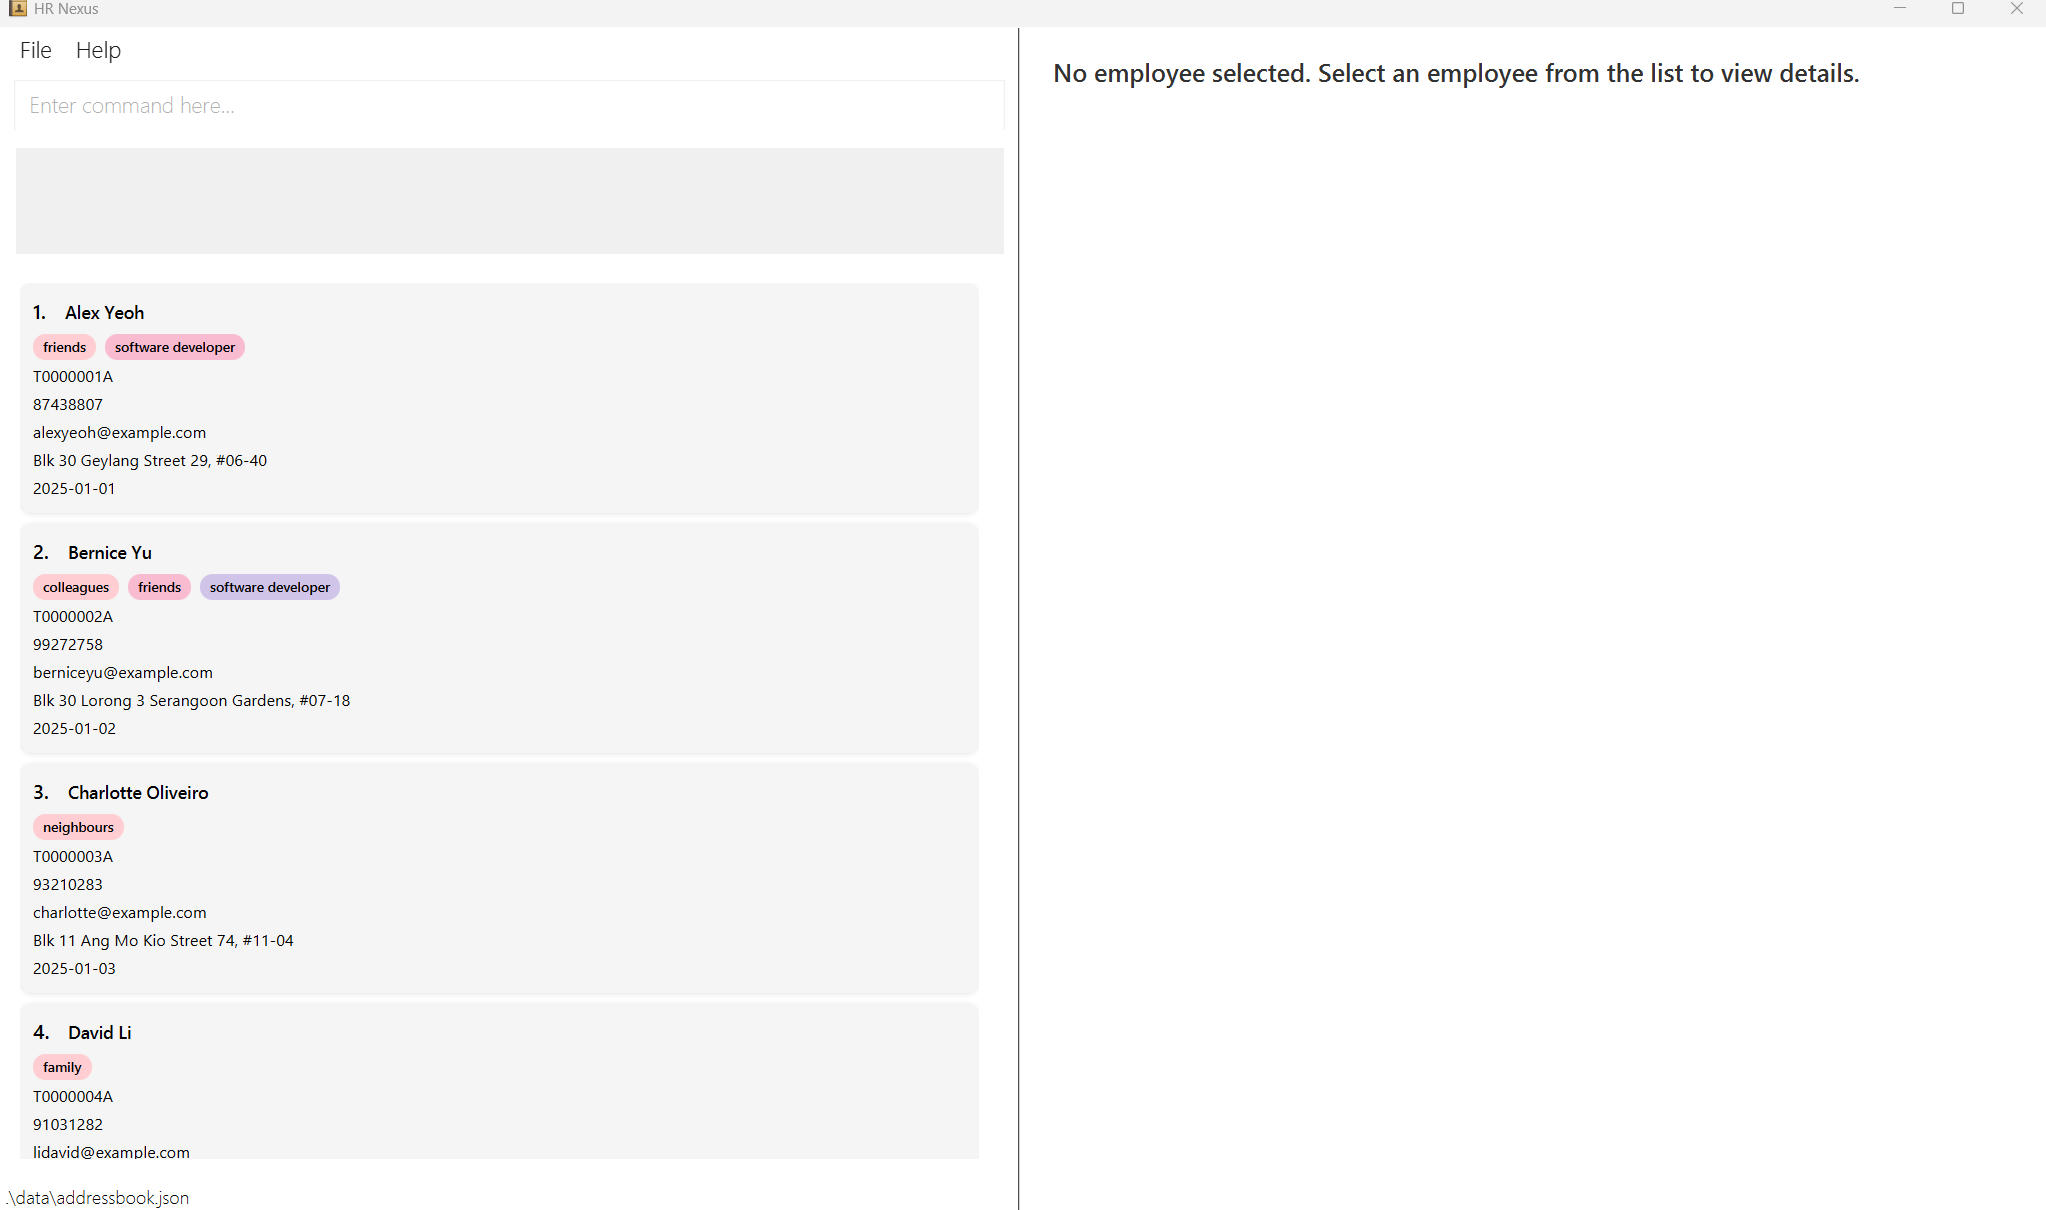 HR Nexus
File Help
Enter command here...
1. Alex Yeoh
friends software developer
T0000001A
87438807
alexyeoh@example.com
Blk 30 Geylang Street 29, #06-40
2025-01-01
2. Bernice Yu
colleagues friends software developer
T0000002A
99272758
berniceyu@example.com
Blk 30 Lorong 3 Serangoon Gardens, #07-18
2025-01-02
3. Charlotte Oliveiro
neighbours
T0000003A
93210283
charlotte@example.com
Blk 11 Ang Mo Kio Street 74, #11-04
2025-01-03
4. David Li
family
T0000004A
91031282
lidavid@example.com
.\data\addressbook.json
No employee selected. Select an employee from the list to view details.